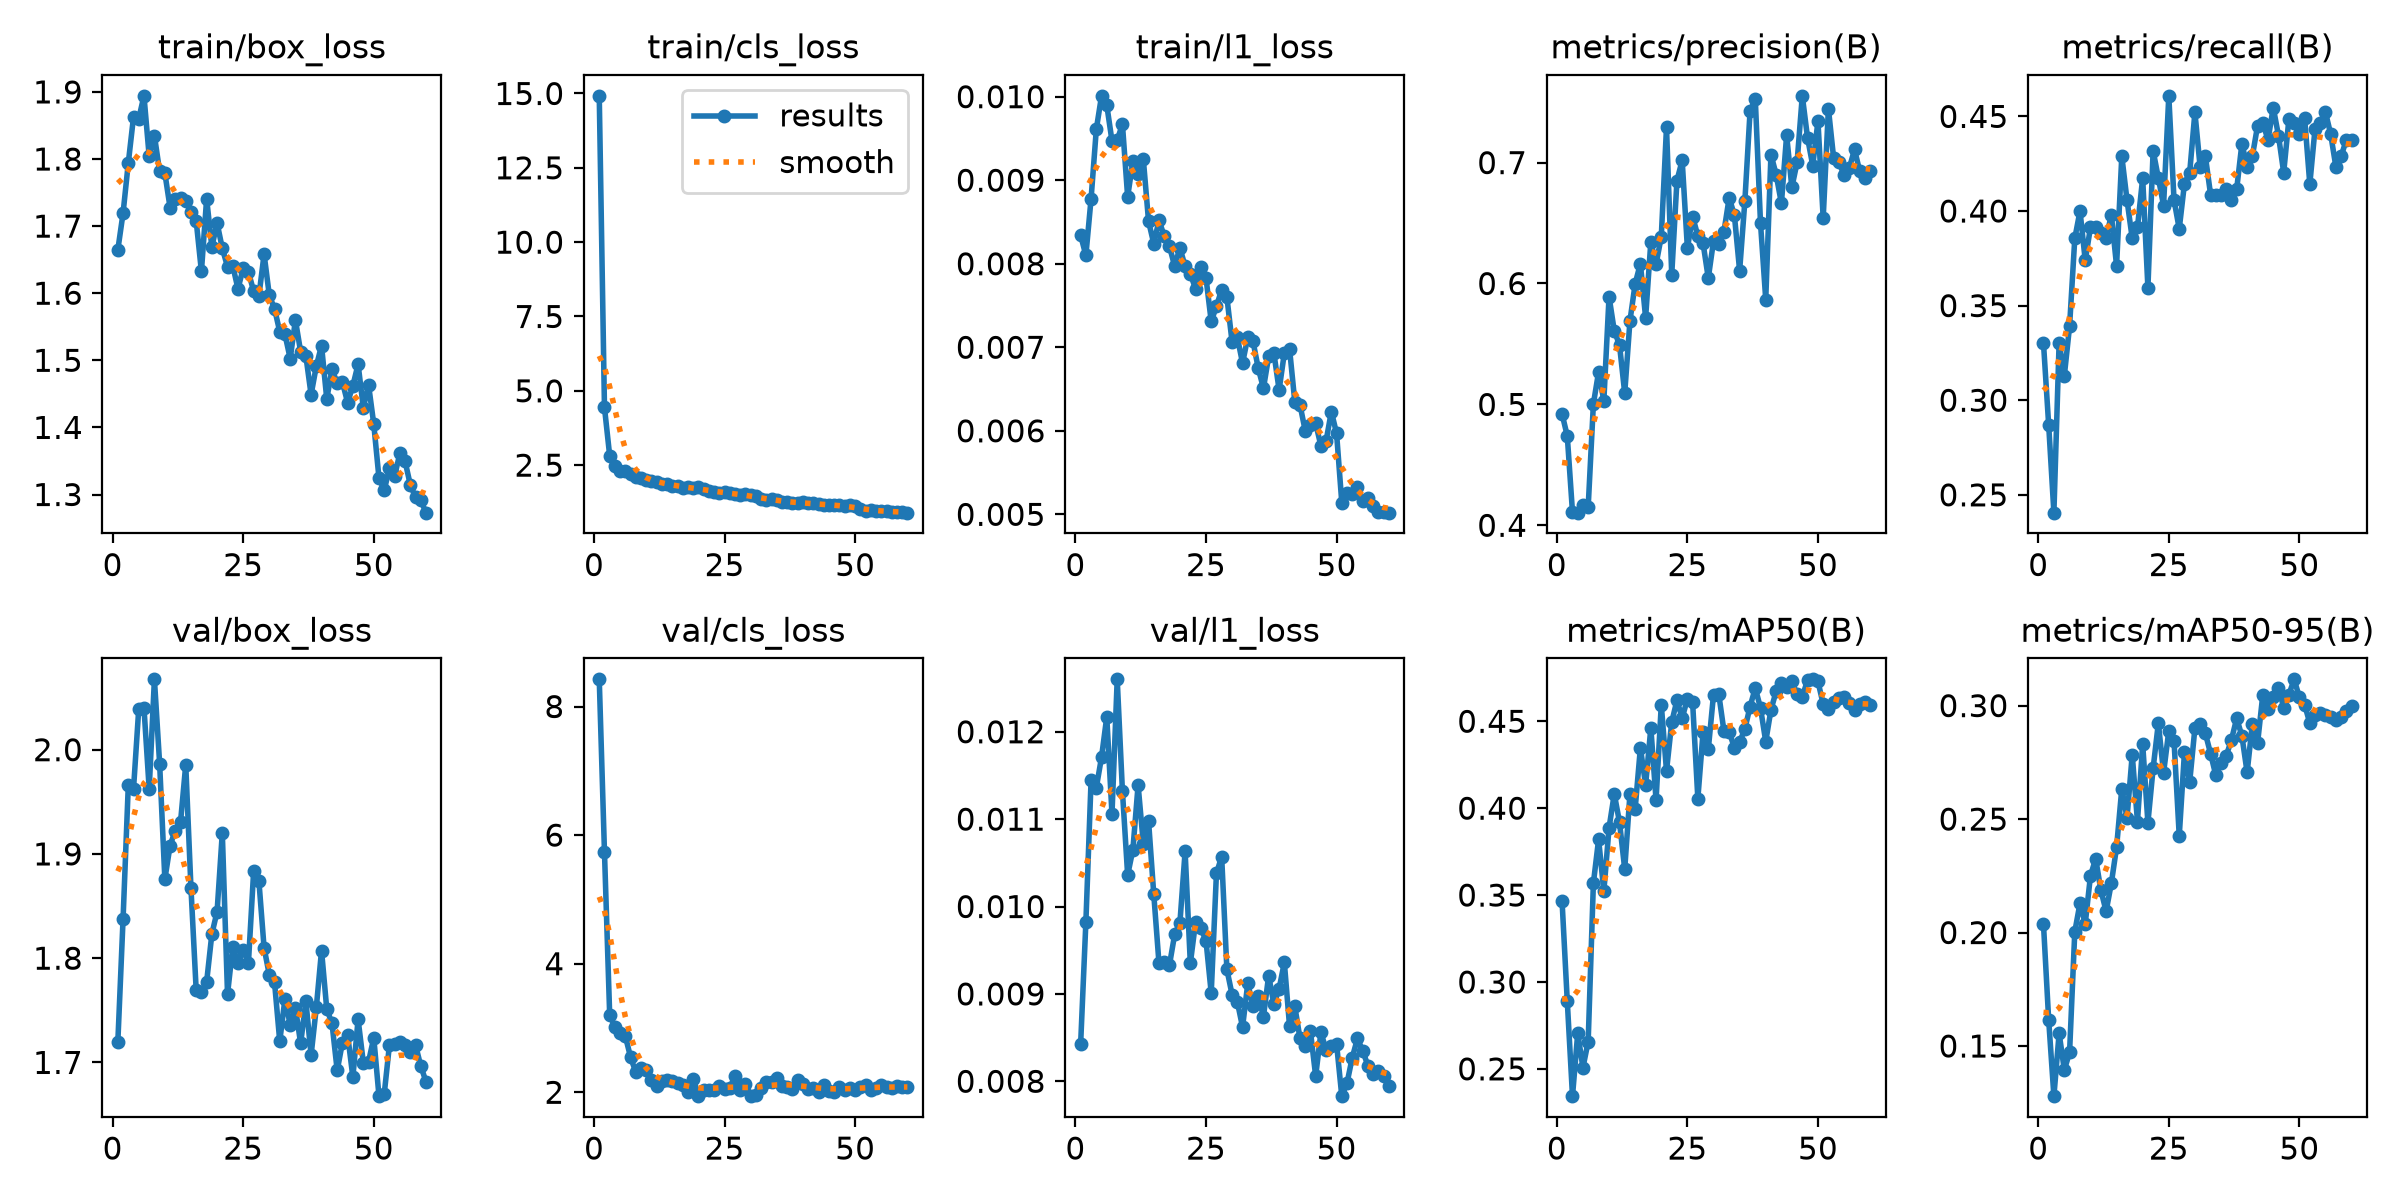 train/box_loss
1.9
1.8
1.7
1.6
1.5
1.4
1.3
0 25 50
train/cls_loss
15.0
12.5
10.0
7.5
5.0
2.5
0 25 50
results
smooth
train/l1_loss
0.010
0.009
0.008
0.007
0.006
0.005
0 25 50
metrics/precision(B)
0.7
0.6
0.5
0.4
0 25 50
metrics/recall(B)
0.45
0.40
0.35
0.30
0.25
0 25 50
val/box_loss
2.0
1.9
1.8
1.7
0 25 50
val/cls_loss
8
6
4
2
0 25 50
val/l1_loss
0.012
0.011
0.010
0.009
0.008
0 25 50
metrics/mAP50(B)
0.45
0.40
0.35
0.30
0.25
0 25 50
metrics/mAP50-95(B)
0.30
0.25
0.20
0.15
0 25 50